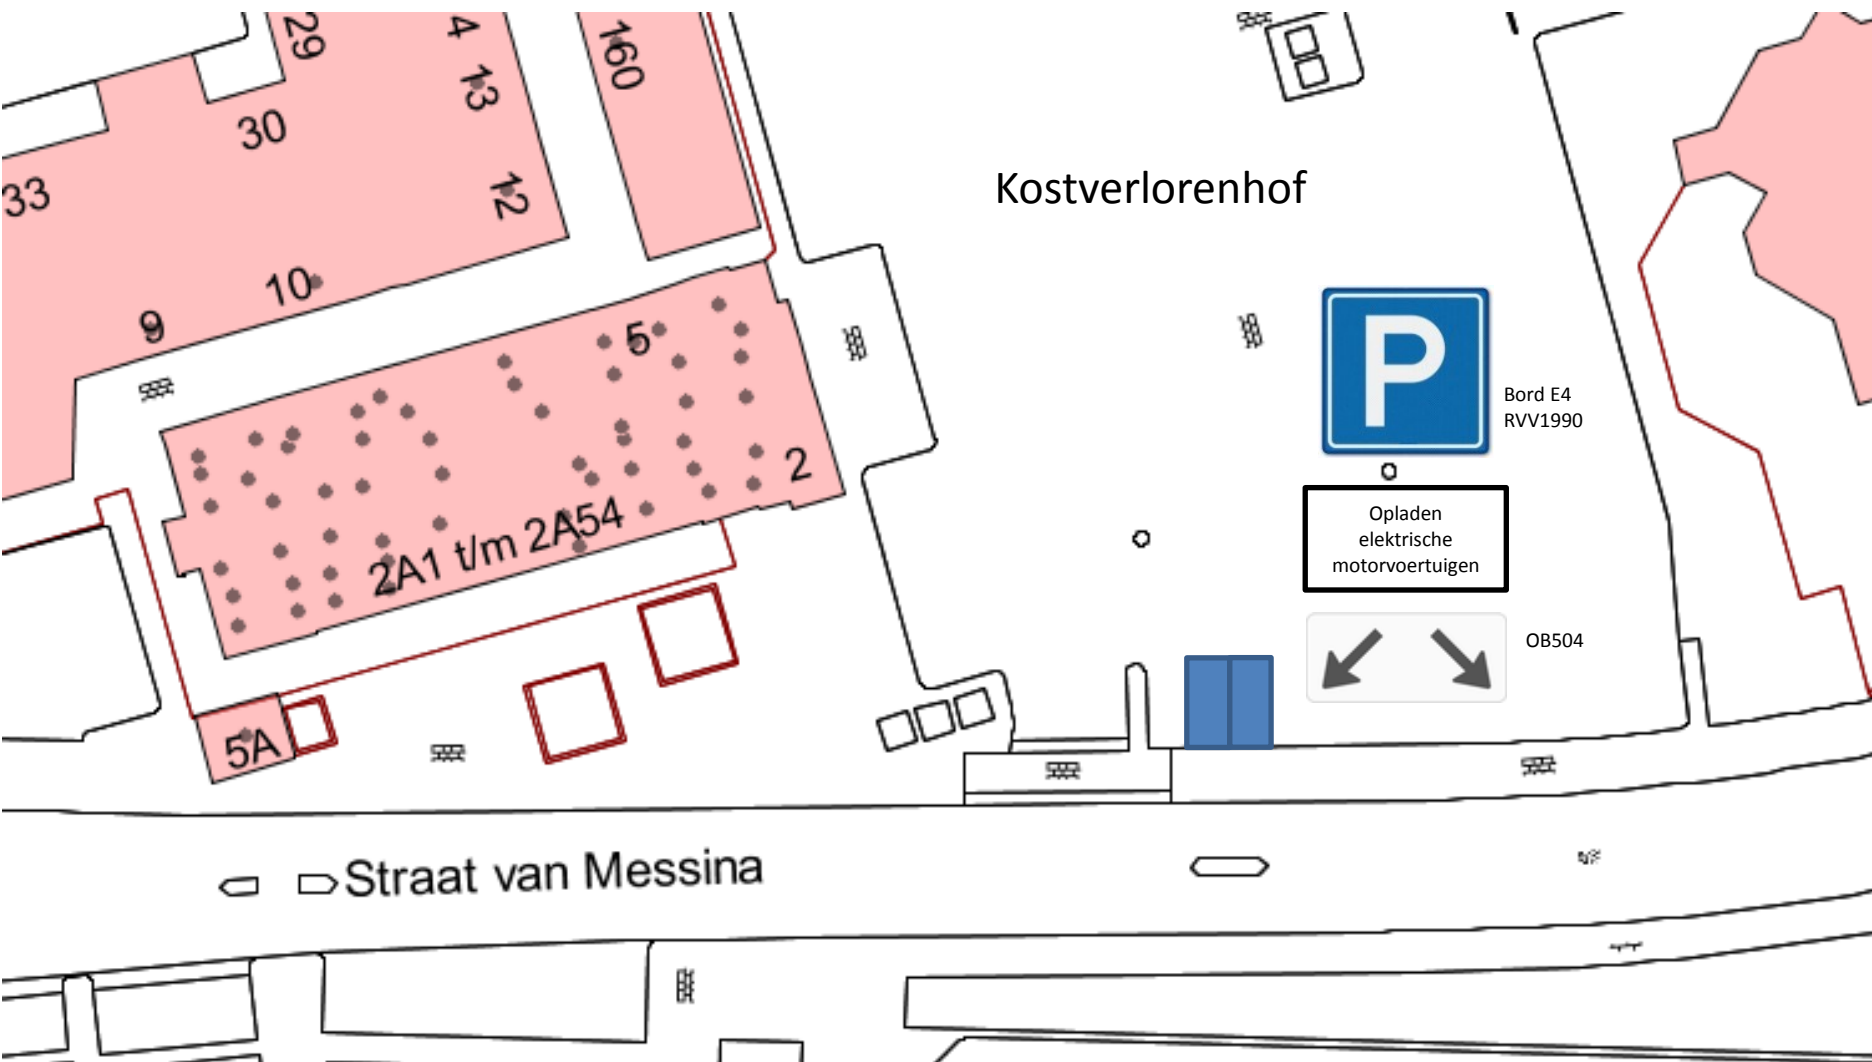 29
4
160
13
30
33
12
Kostverlorenhof
10
9
5
P
Bord E4
RVV1990
2
2A1 t/m 2A54
Opladen
elektrische
motorvoertuigen
OB504
5A
Straat van Messina